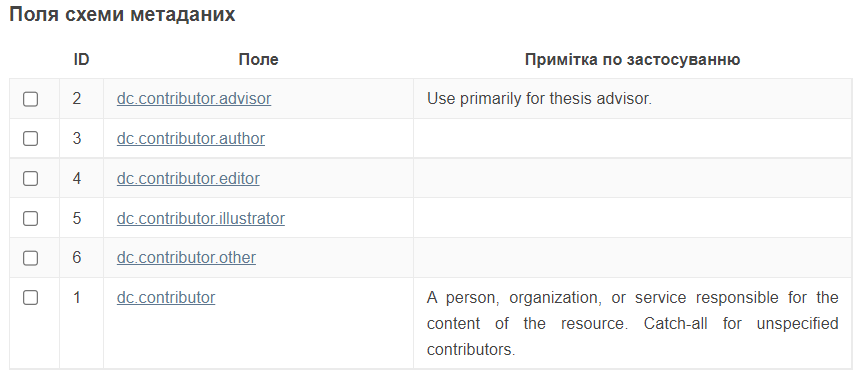 Поля схеми метаданих
ID Поле Примітка по застосуванню
2 dc.contributor.advisor Use primarily for thesis advisor.
3 dc.contributor.author
4 dc.contributor.editor
5 dc.contributor.illustrator
6 dc.contributor.other
1 dc.contributor A person, organization, or service responsible for the
content of the resource. Catch-all for unspecified
contributors.